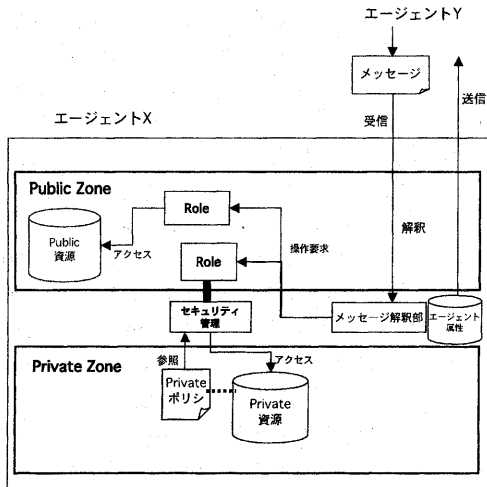 エージェントY
メッセージ
送信
受信
エージェントX
Public Zone
Role
Public
資源
アクセス
Role
操作要求
解釈
セキュリティ
管理
メッセージ解釈部
エージェント
属性
Private Zone
参照
アクセス
Private
ポリシ
Private
資源